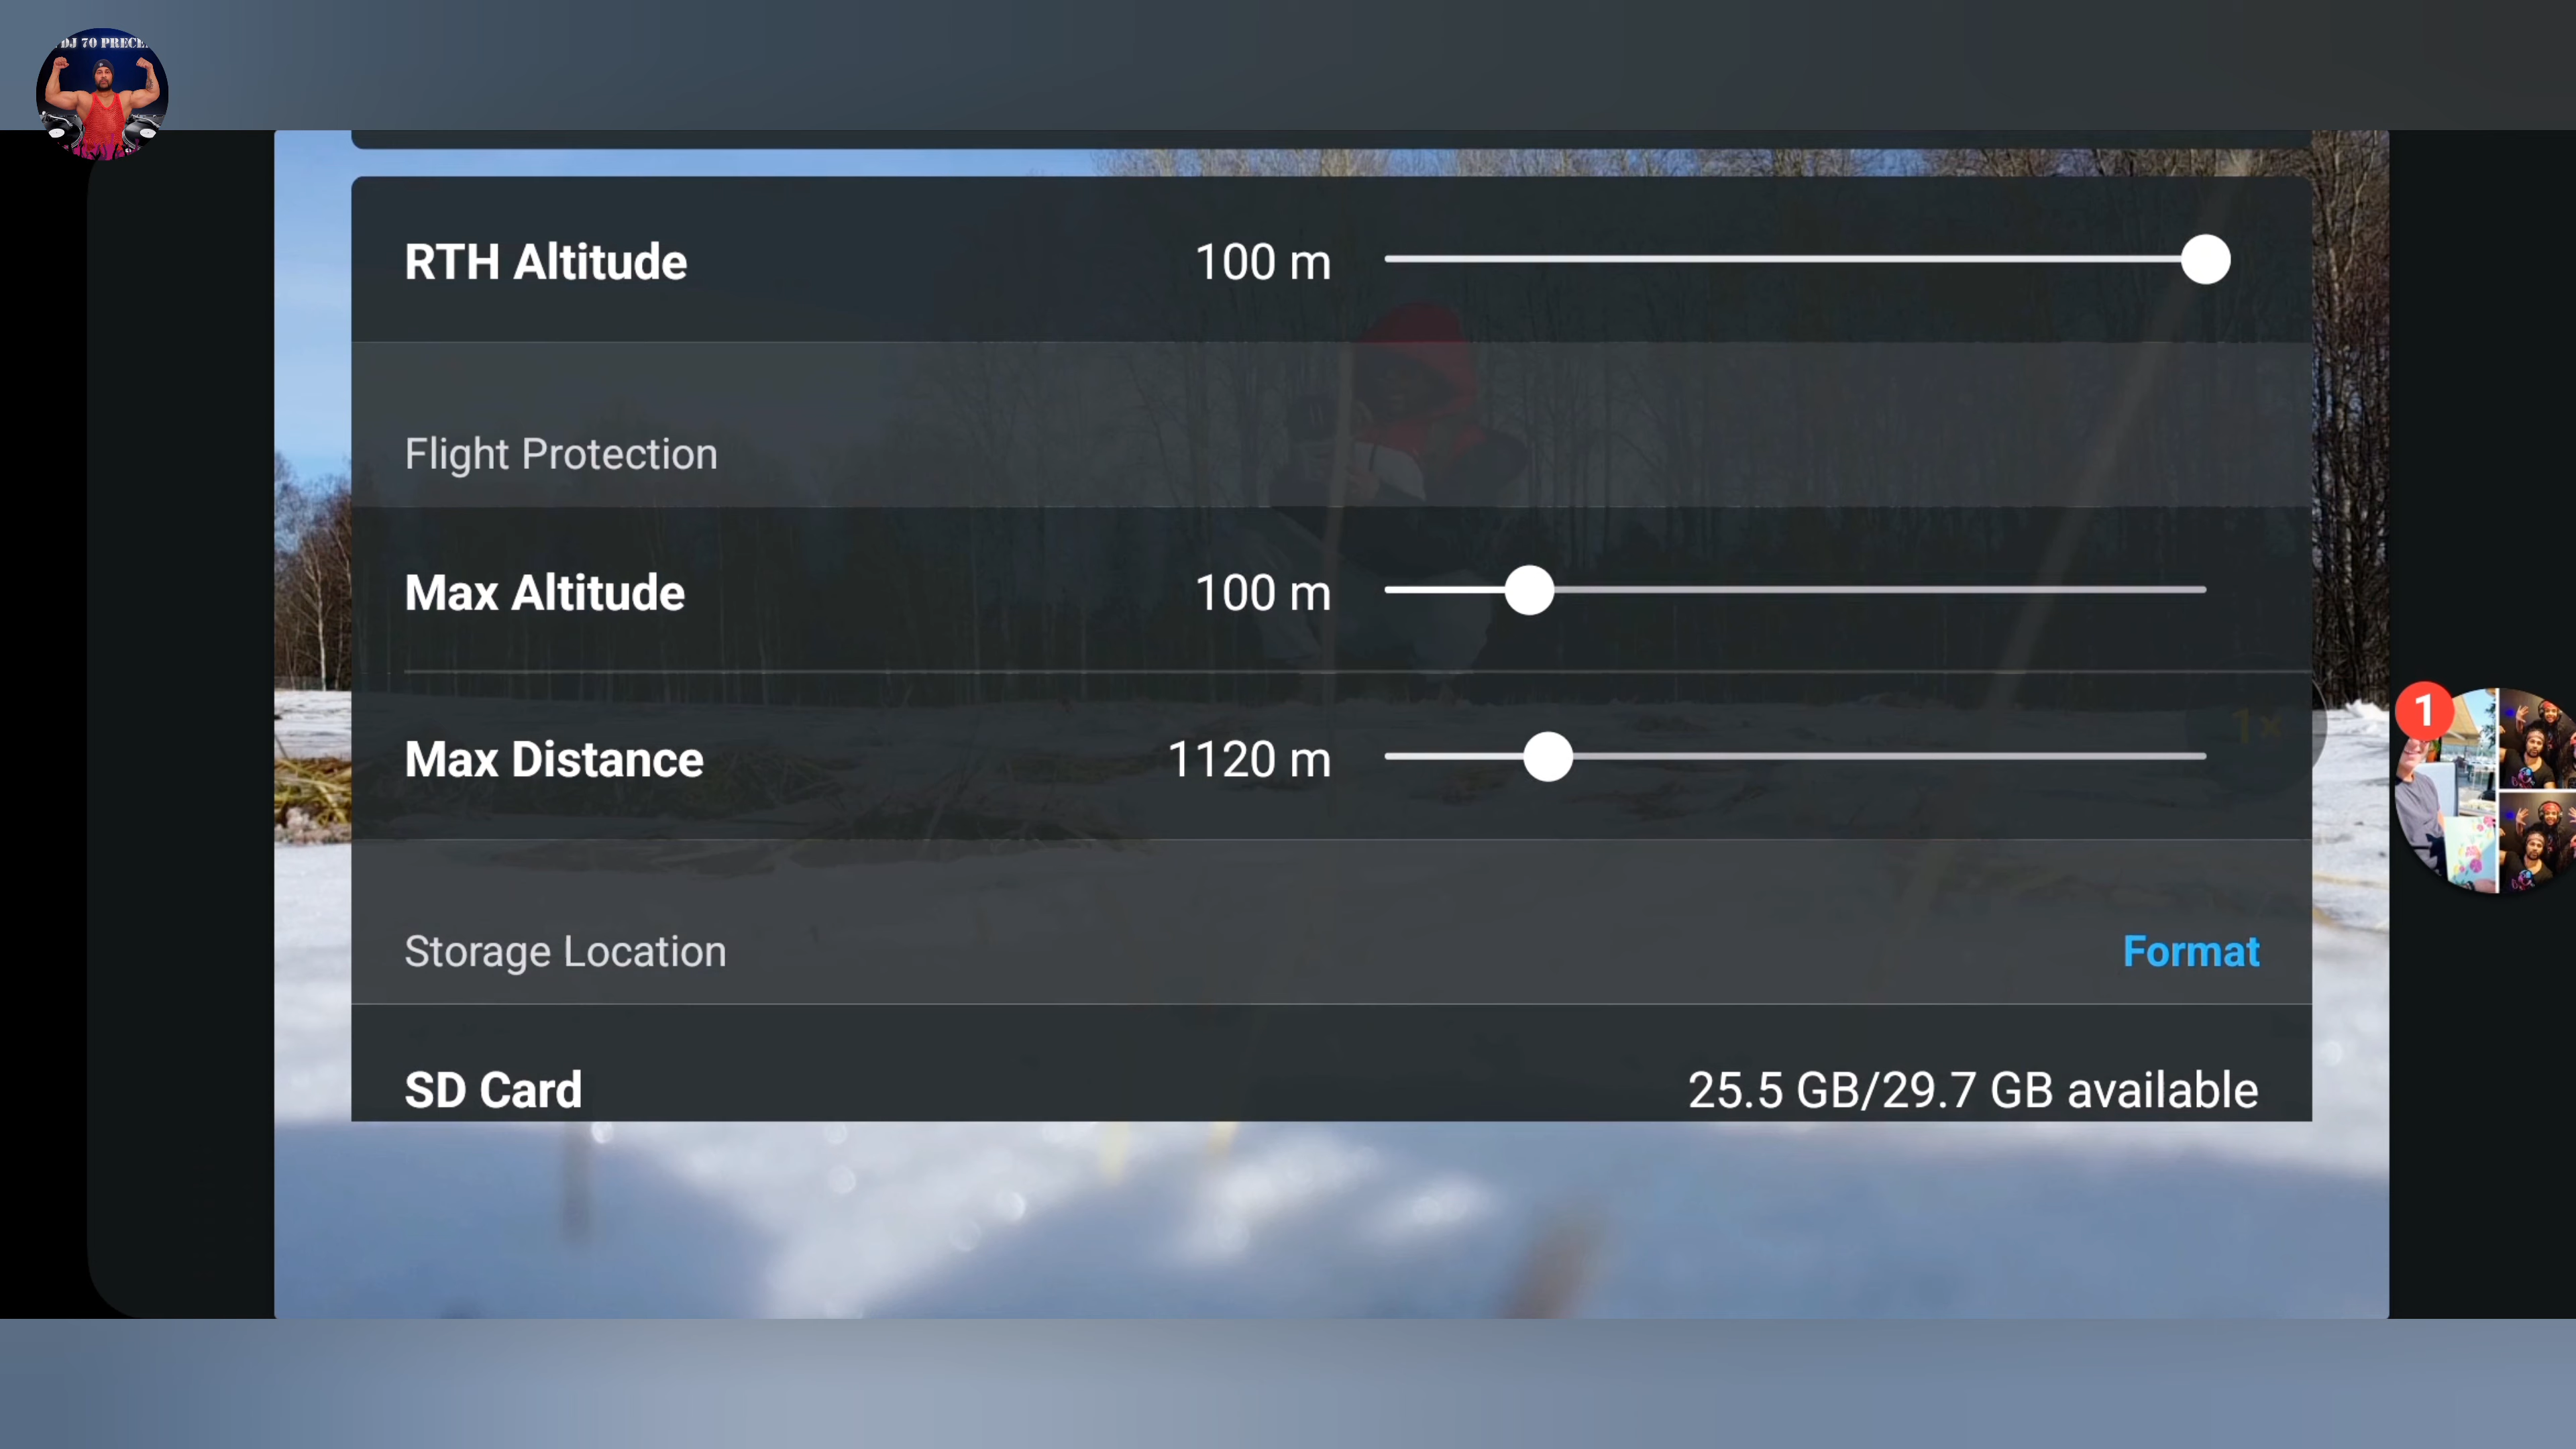 DJ 70 PRECE
RTH Altitude 100 m
Flight Protection
Max Altitude 100 m
1×
Max Distance 1120 m
1
Storage Location Format
SD Card 25.5 GB/29.7 GB available